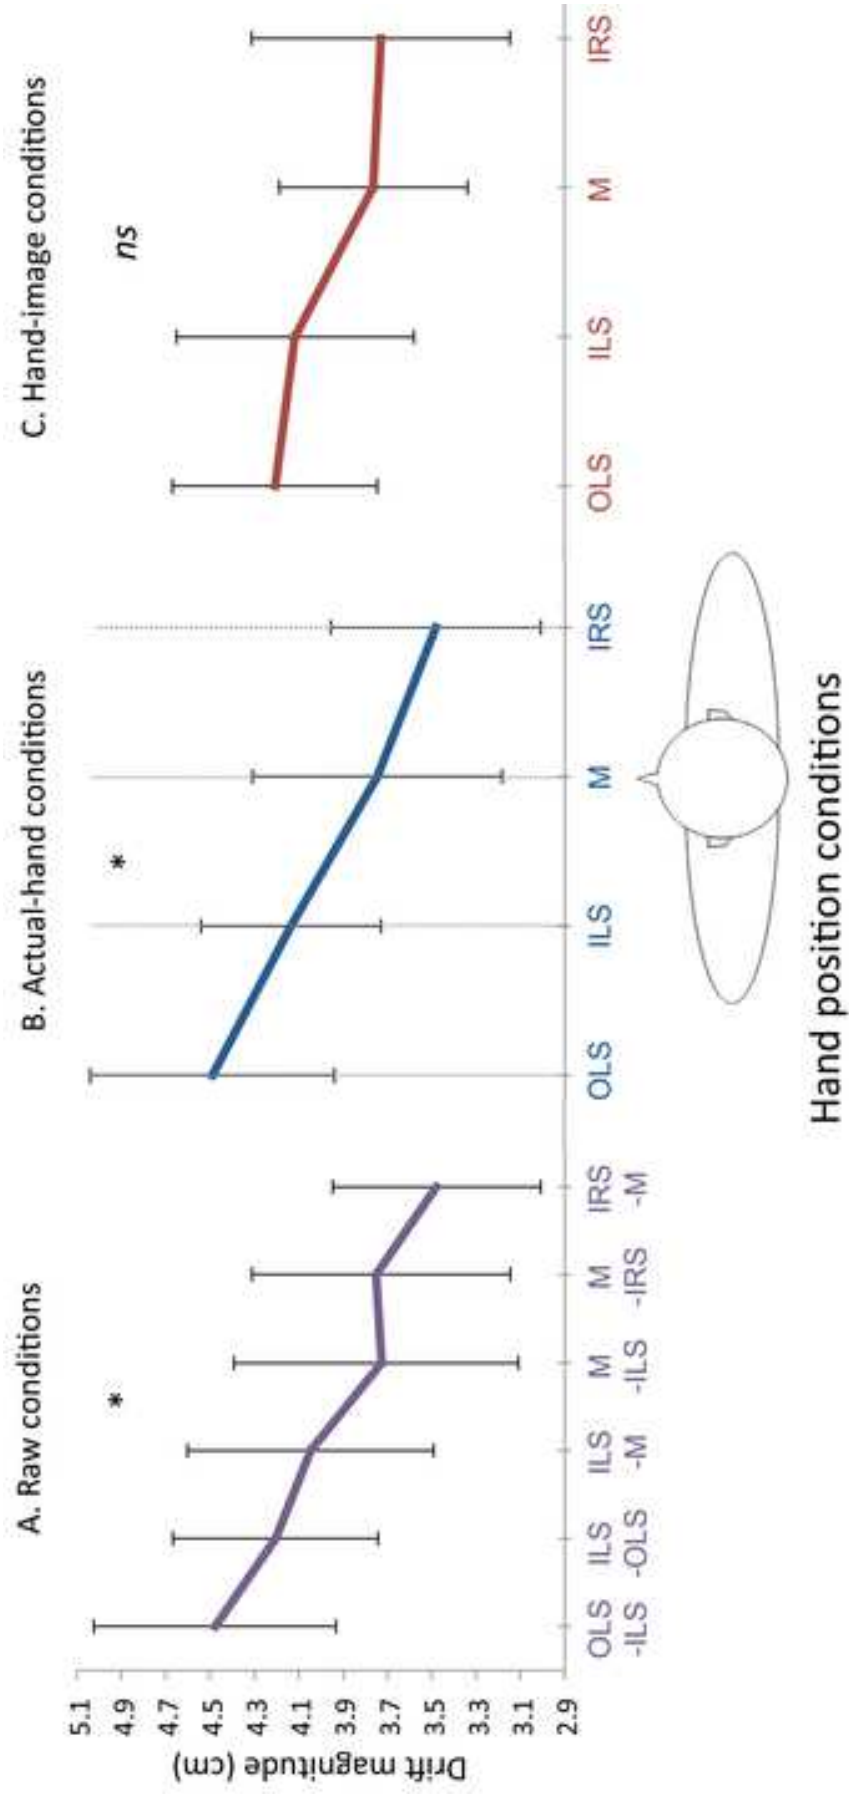 A. Raw conditions
B. Actual-hand conditions
C. Hand-image conditions
*
*
ns
Drift magnitude (cm)
5.1
4.9
4.7
4.5
4.3
4.1
3.9
3.7
3.5
3.3
3.1
2.9
OLS ILS ILS M M IRS
-ILS -OLS -M -ILS -IRS -M
OLS ILS M IRS
OLS ILS M IRS
Hand position conditions